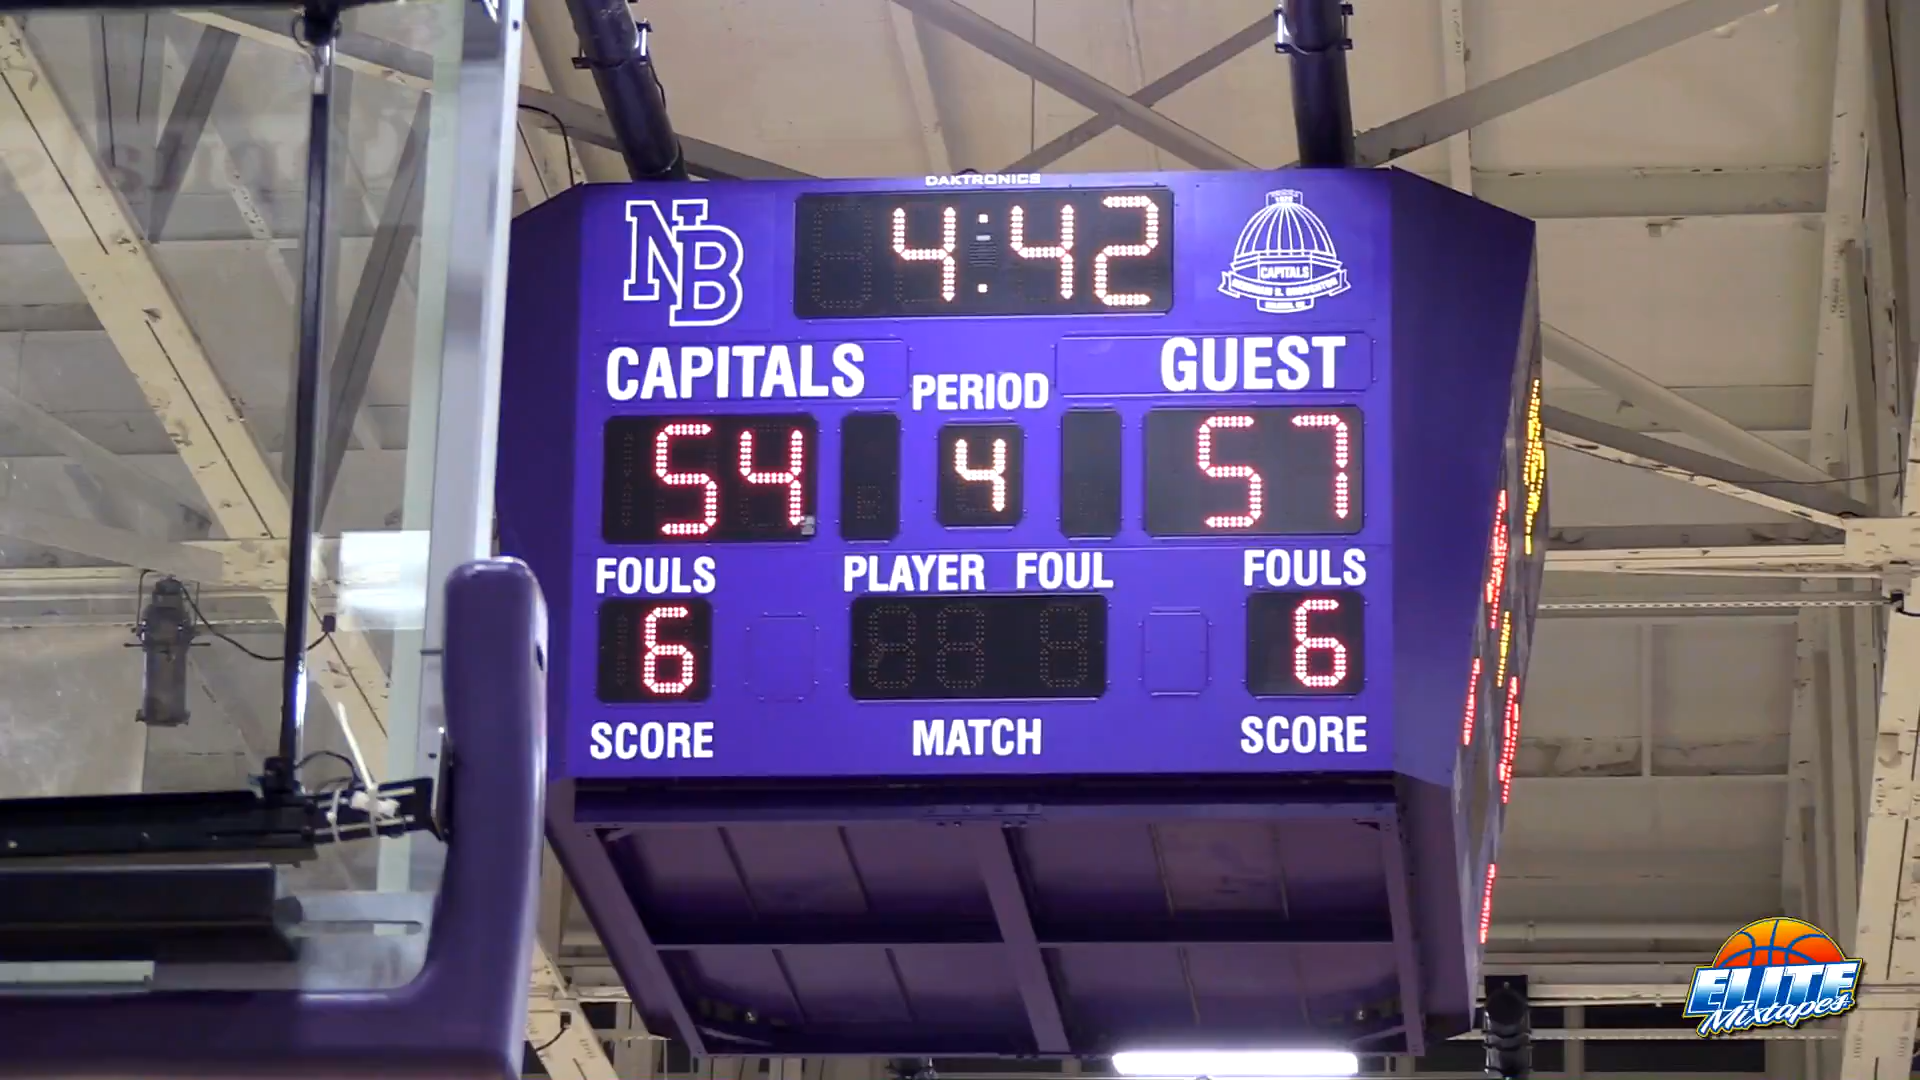 DAKTRONICS
NB
4:42
CAPITALS
CAPITALS
GUEST
PERIOD
54
4
57
FOULS
PLAYER FOUL
FOULS
6
6
SCORE
MATCH
SCORE
ELITE
Mixtapes